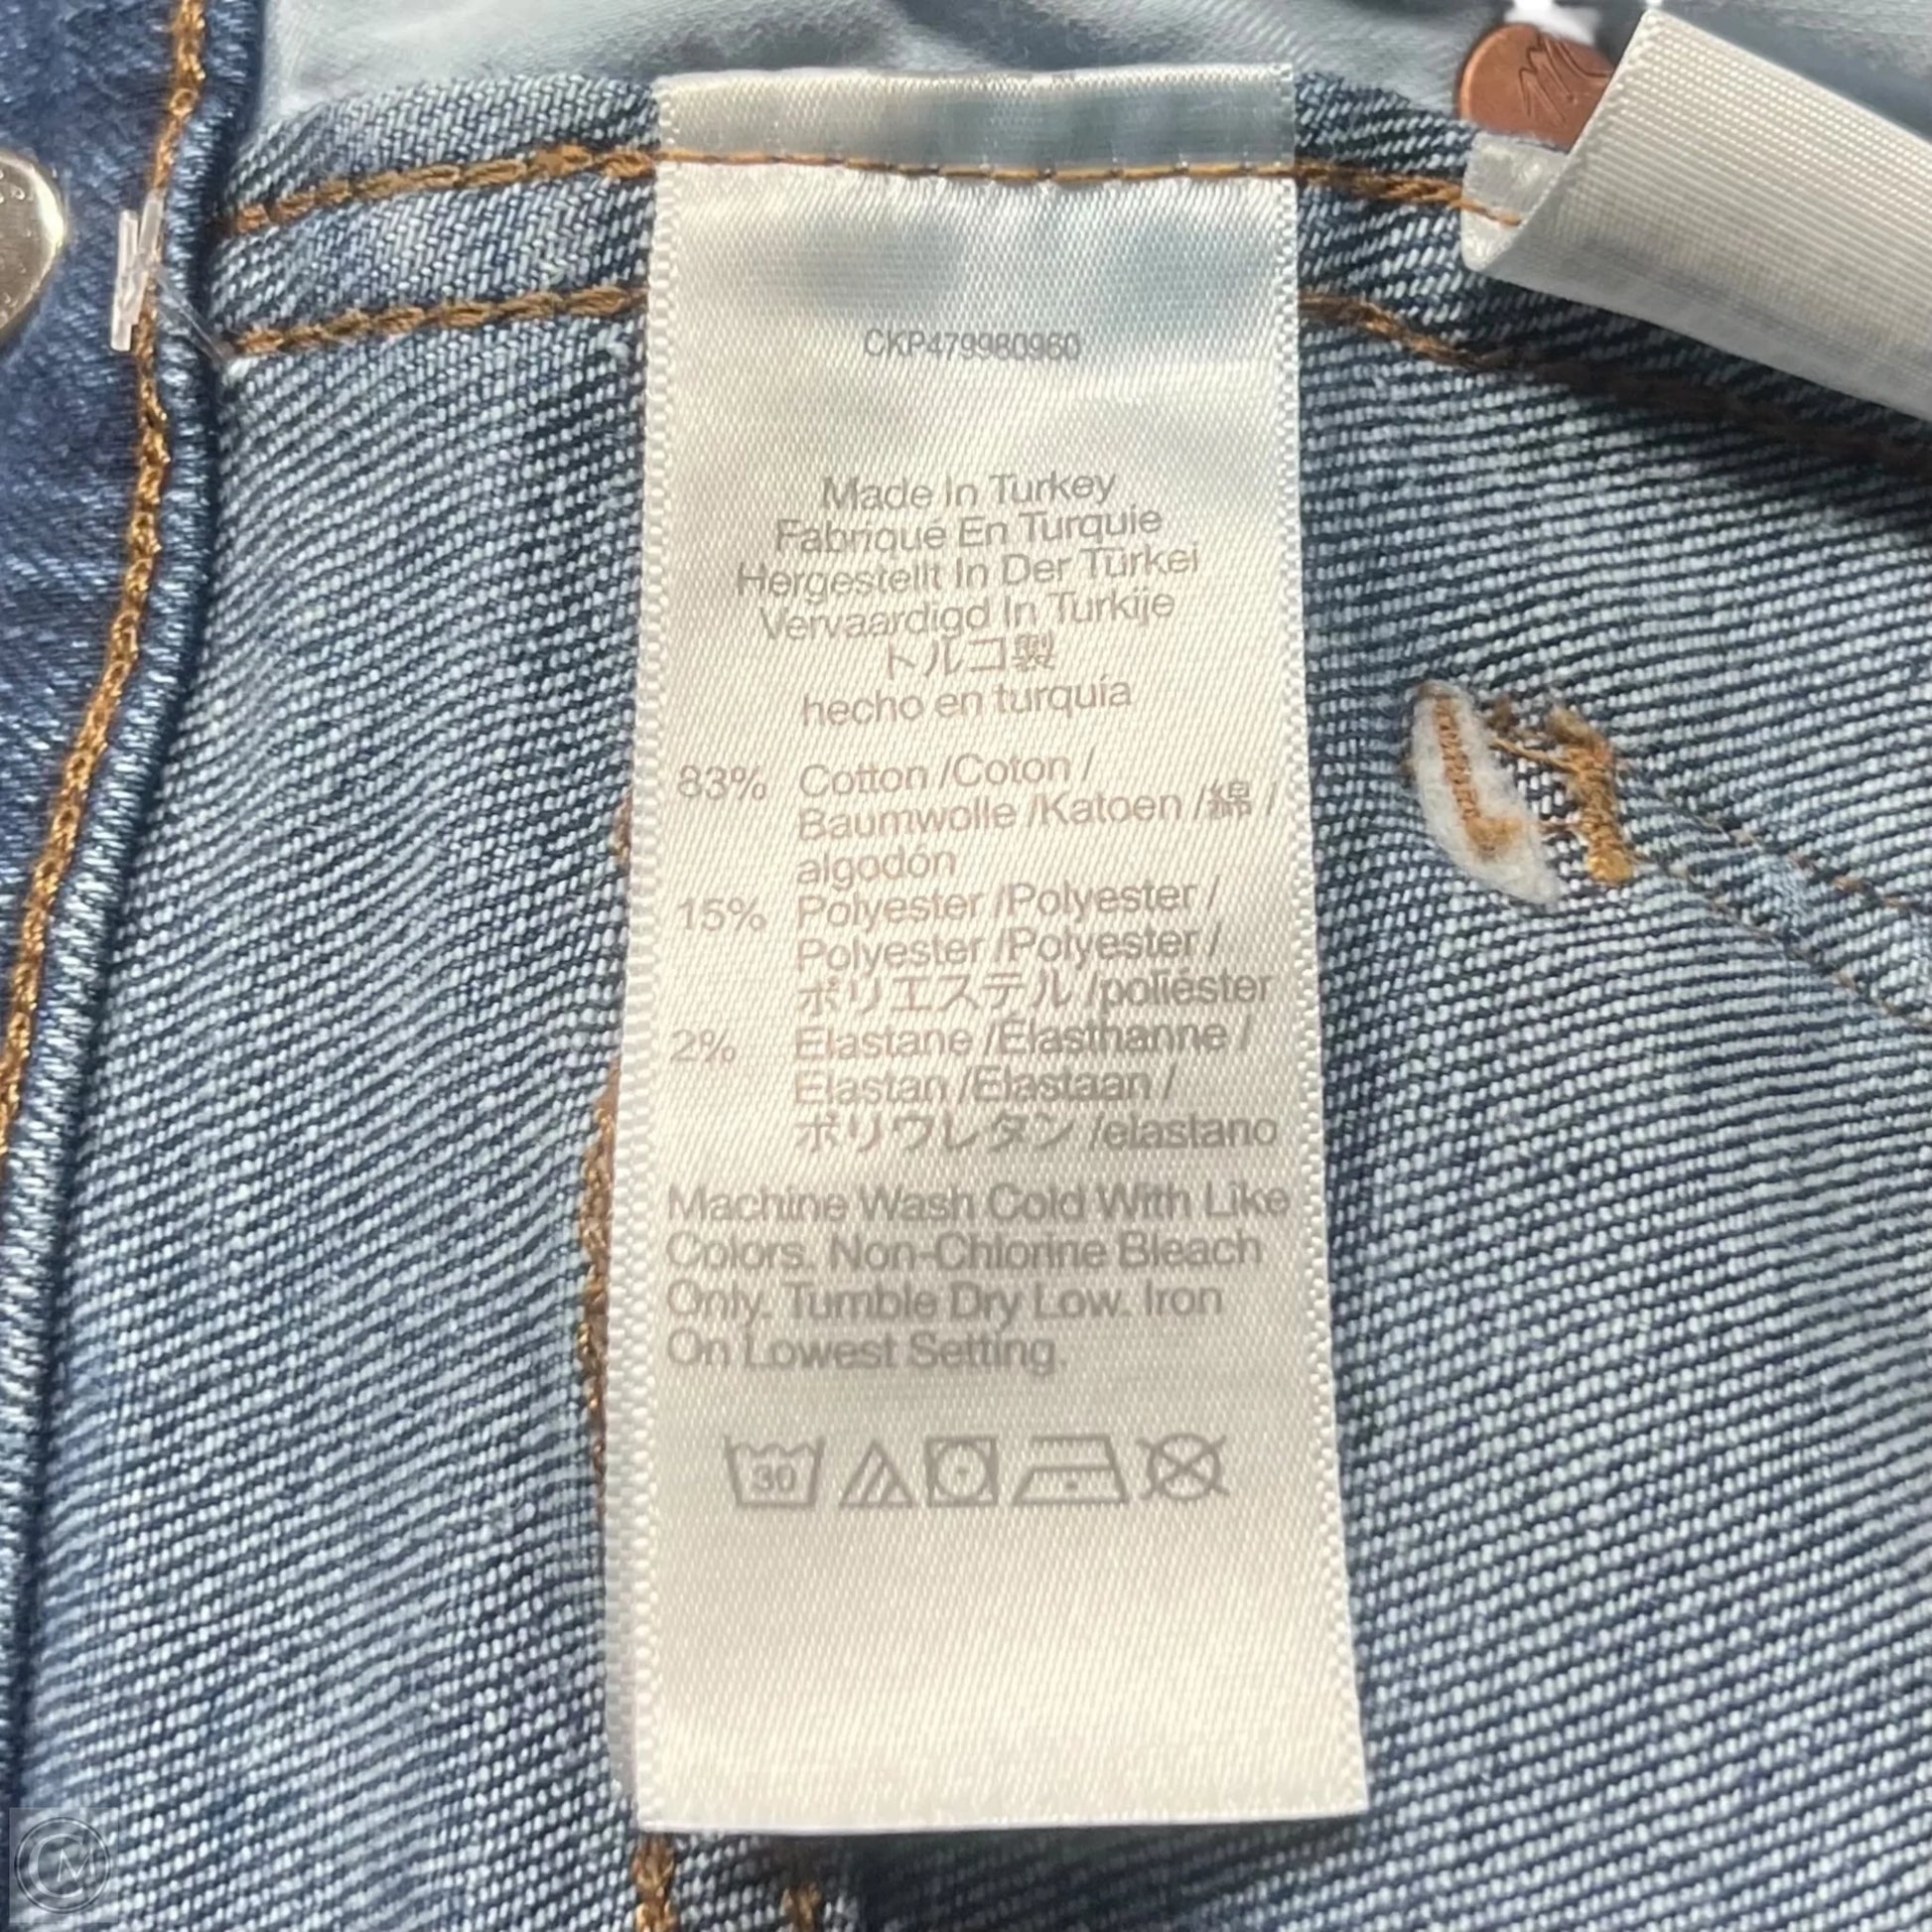 CKP479980960
Made In Turkey
Fabriqué En Turquie
Hergestellt In Der Türkei
Vervaardigd In Turkije
トルコ製
hecho en turquía
83% Cotton /Coton /
Baumwolle /Katoen /綿 /
algodón
15% Polyester /Polyester /
Polyester /Polyester /
ポリエステル /poliéster
2% Elastane /Élasthanne /
Elastan /Elastaan /
ポリウレタン /elastano
Machine Wash Cold With Like
Colors. Non-Chlorine Bleach
Only. Tumble Dry Low. Iron
On Lowest Setting.
30
CM